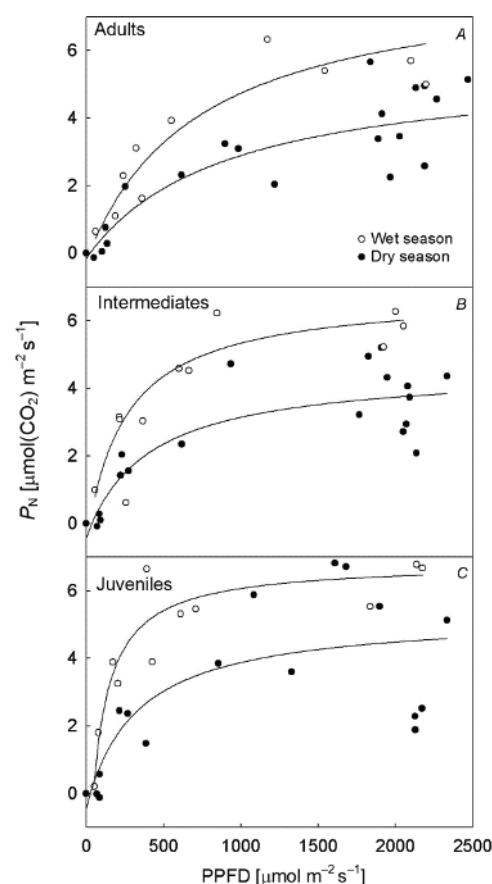 Adults
A
6
4
2
0
Wet season
Dry season
Intermediates
B
6
4
2
0
Juveniles
C
6
4
2
0
P_N [µmol(CO₂) m⁻² s⁻¹]
0 500 1000 1500 2000 2500
PPFD [µmol m⁻² s⁻¹]